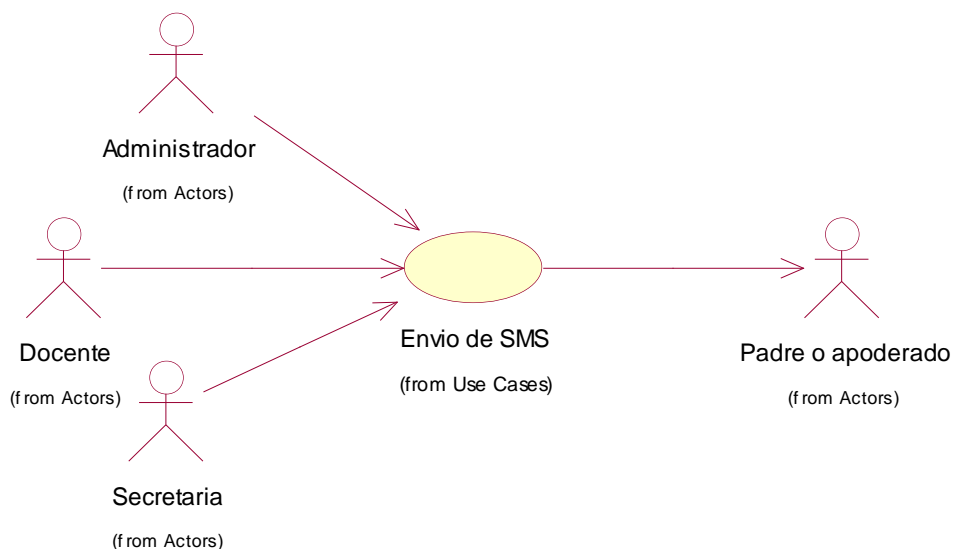 Administrador
(from Actors)
Docente
(from Actors)
Secretaria
(from Actors)
Envio de SMS
(from Use Cases)
Padre o apoderado
(from Actors)